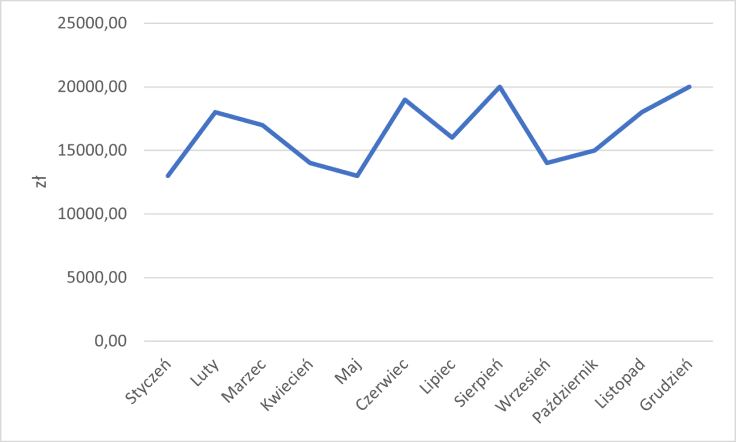 25000,00
20000,00
15000,00
10000,00
5000,00
0,00
zł
Styczeń
Luty
Marzec
Kwiecień
Maj
Czerwiec
Lipiec
Sierpień
Wrzesień
Październik
Listopad
Grudzień